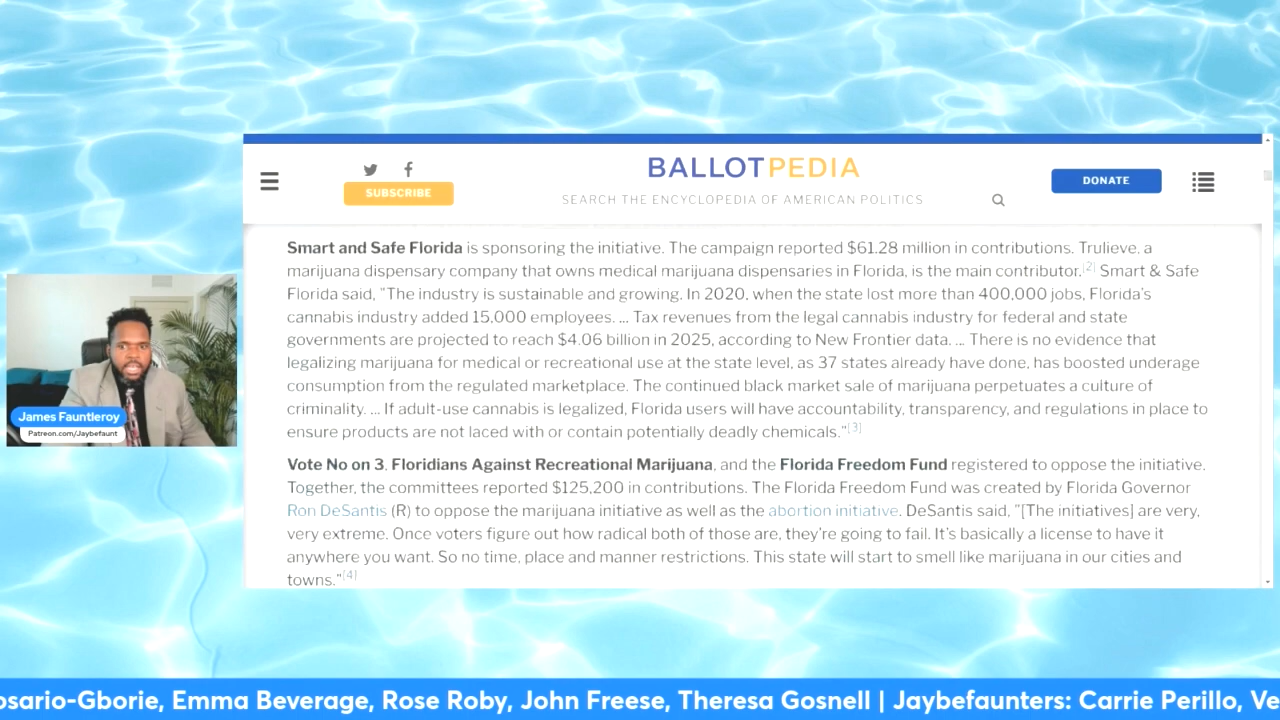 BALLOTPEDIA
SUBSCRIBE
SEARCH THE ENCYCLOPEDIA OF AMERICAN POLITICS
DONATE
Smart and Safe Florida is sponsoring the initiative. The campaign reported $61.28 million in contributions. Trulieve, a
marijuana dispensary company that owns medical marijuana dispensaries in Florida, is the main contributor.[2] Smart & Safe
Florida said, "The industry is sustainable and growing. In 2020, when the state lost more than 400,000 jobs, Florida's
cannabis industry added 15,000 employees. ... Tax revenues from the legal cannabis industry for federal and state
governments are projected to reach $4.06 billion in 2025, according to New Frontier data. ... There is no evidence that
legalizing marijuana for medical or recreational use at the state level, as 37 states already have done, has boosted underage
consumption from the regulated marketplace. The continued black market sale of marijuana perpetuates a culture of
criminality. ... If adult-use cannabis is legalized, Florida users will have accountability, transparency, and regulations in place to
ensure products are not laced with or contain potentially deadly chemicals."[3]
Vote No on 3, Floridians Against Recreational Marijuana, and the Florida Freedom Fund registered to oppose the initiative.
Together, the committees reported $125,200 in contributions. The Florida Freedom Fund was created by Florida Governor
Ron DeSantis (R) to oppose the marijuana initiative as well as the abortion initiative. DeSantis said, "[The initiatives] are very,
very extreme. Once voters figure out how radical both of those are, they're going to fail. It's basically a license to have it
anywhere you want. So no time, place and manner restrictions. This state will start to smell like marijuana in our cities and
towns."[4]
James Fauntleroy
Patreon.com/Jaybefaunt
osario-Gborie, Emma Beverage, Rose Roby, John Freese, Theresa Gosnell | Jaybefaunters: Carrie Perillo, Ve